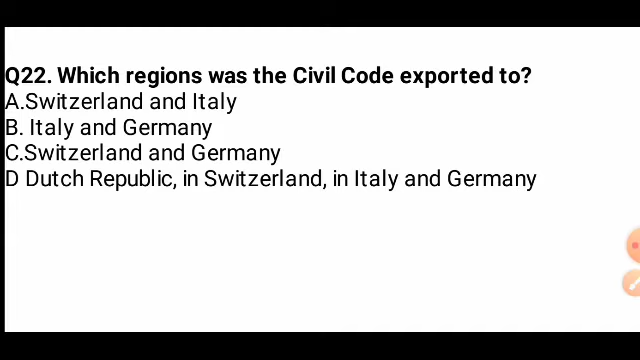 Q22. Which regions was the Civil Code exported to?
A.Switzerland and Italy
B. Italy and Germany
C.Switzerland and Germany
D Dutch Republic, in Switzerland, in Italy and Germany